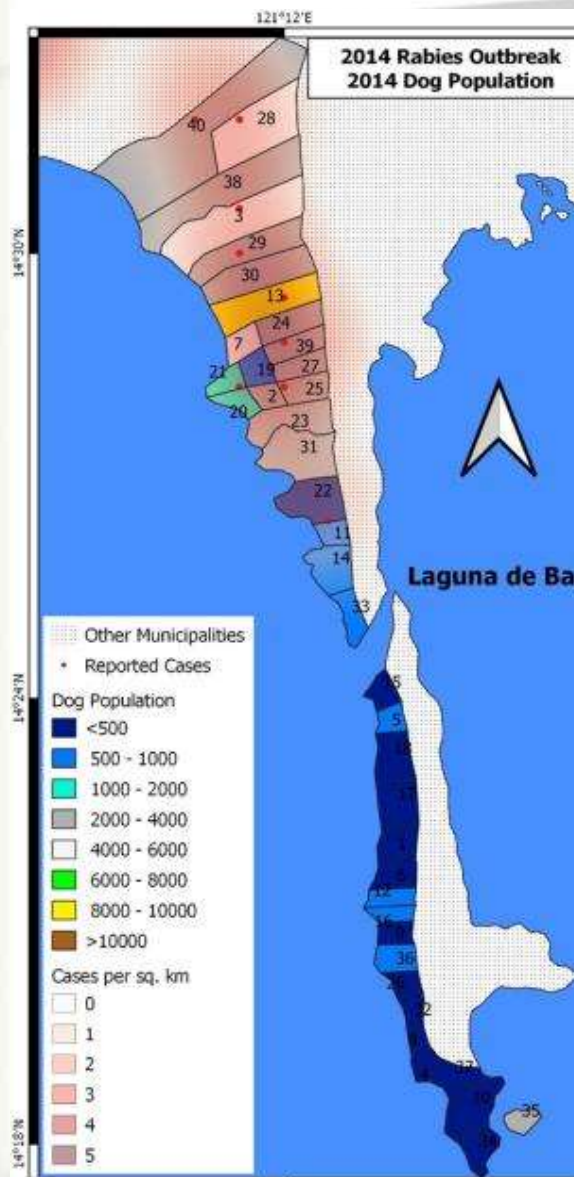 121°12'E
2014 Rabies Outbreak
2014 Dog Population
40
28
38
3
14°30'N
29
30
13
24
7
39
21
19
27
2
25
20
23
31
22
11
14
Laguna de Ba
33
Other Municipalities
Reported Cases
14°24'N
Dog Population
<500
5
500 - 1000
1000 - 2000
2000 - 4000
4000 - 6000
6000 - 8000
12
8000 - 10000
>10000
36
Cases per sq. km
0
1
2
3
4
35
5
14°18'N